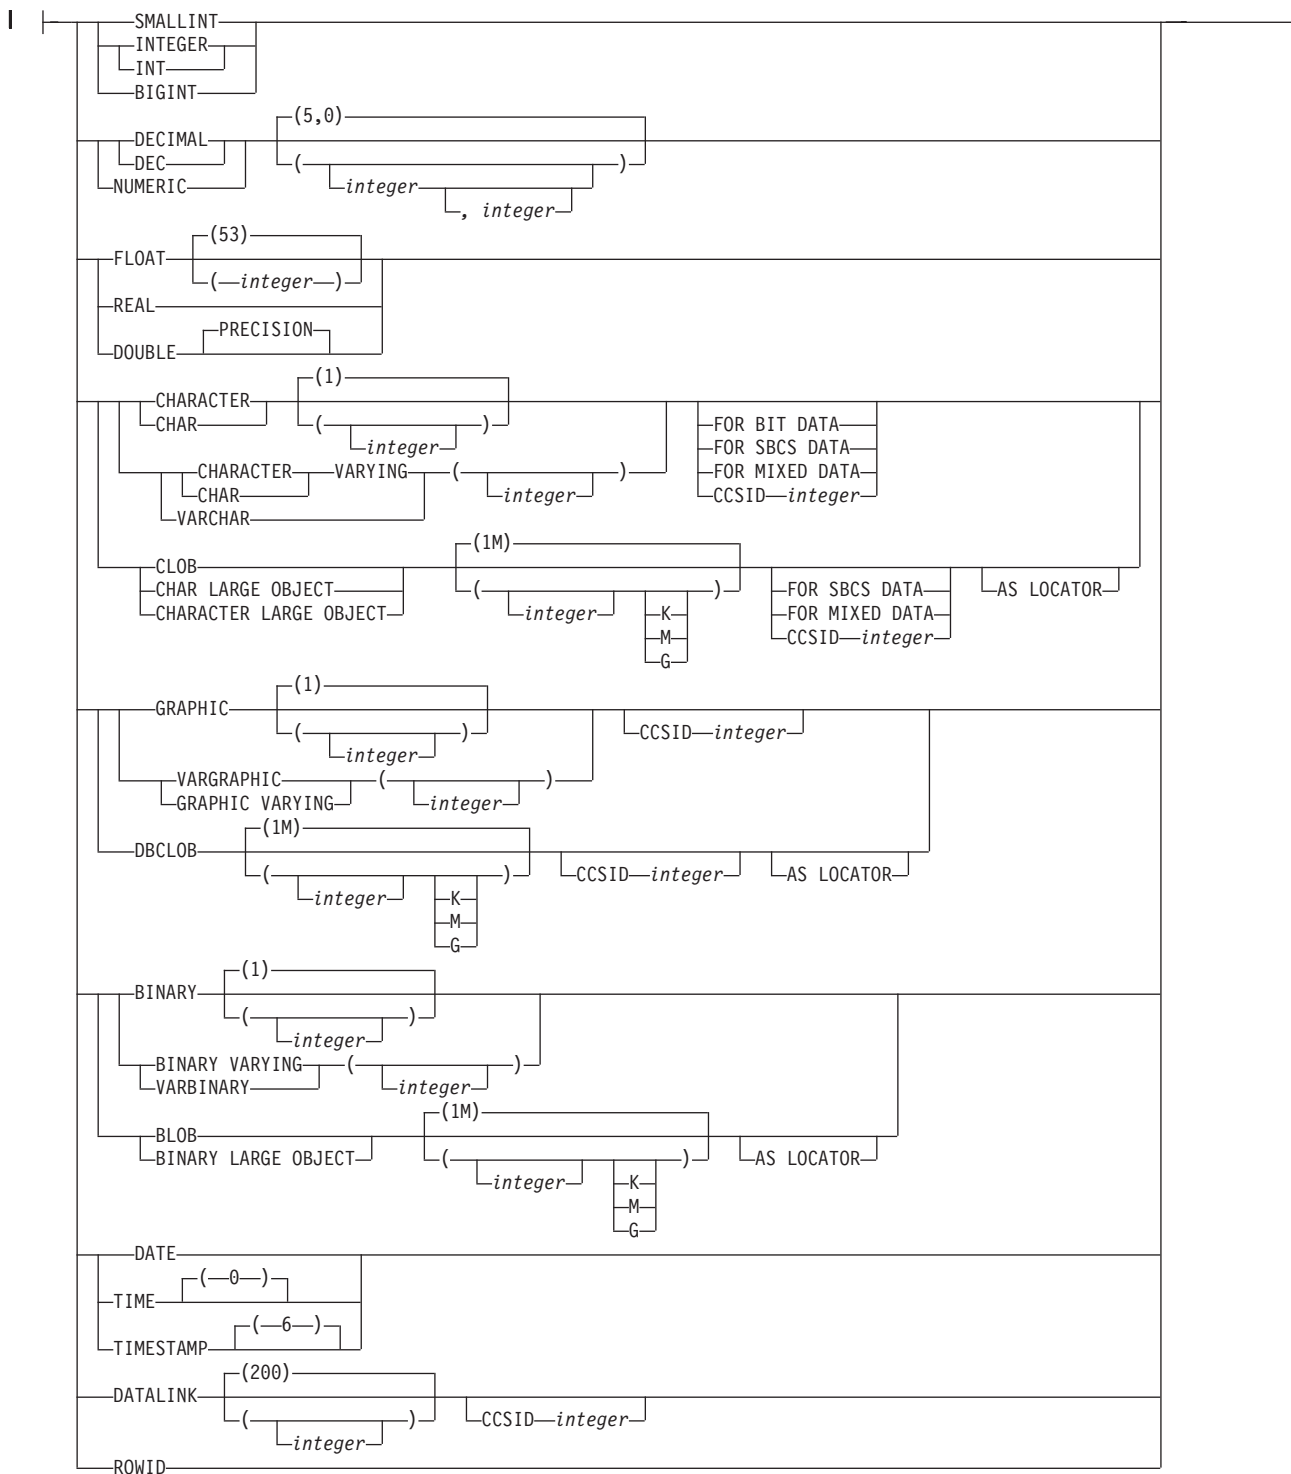 SMALLINT
INTEGER
INT
BIGINT
(5,0)
DECIMAL
DEC ( )
NUMERIC integer
, integer
(53)
FLOAT
( integer )
REAL
PRECISION
DOUBLE
(1)
CHARACTER
CHAR ( ) FOR BIT DATA
integer FOR SBCS DATA
CHARACTER VARYING ( ) FOR MIXED DATA
CHAR integer CCSID integer
VARCHAR
(1M)
CLOB
CHAR LARGE OBJECT ( ) FOR SBCS DATA AS LOCATOR
CHARACTER LARGE OBJECT integer K FOR MIXED DATA
M CCSID integer
G
(1)
GRAPHIC
( ) CCSID integer
integer
VARGRAPHIC ( )
GRAPHIC VARYING integer
(1M)
DBCLOB
( ) CCSID integer AS LOCATOR
integer K
M
G
(1)
BINARY
( )
integer
BINARY VARYING ( )
VARBINARY integer
(1M)
BLOB
BINARY LARGE OBJECT ( ) AS LOCATOR
integer K
M
G
DATE
( 0 )
TIME
( 6 )
TIMESTAMP
(200)
DATALINK
( ) CCSID integer
integer
ROWID